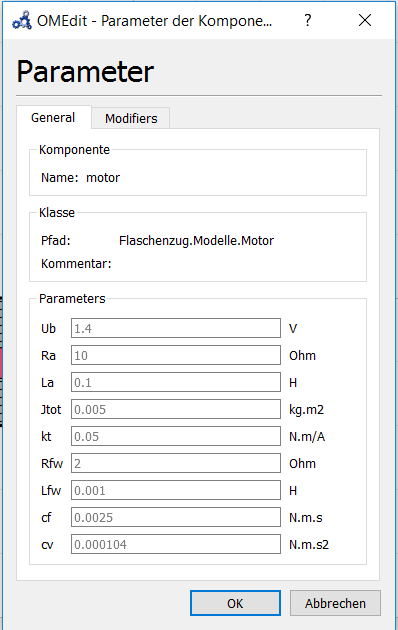 OMEdit - Parameter der Kompone...
Parameter
General Modifiers
Komponente
Name: motor
Klasse
Pfad: Flaschenzug.Modelle.Motor
Kommentar:
Parameters
Ub 1.4 V
Ra 10 Ohm
La 0.1 H
Jtot 0.005 kg.m2
kt 0.05 N.m/A
Rfw 2 Ohm
Lfw 0.001 H
cf 0.0025 N.m.s
cv 0.000104 N.m.s2
OK Abbrechen